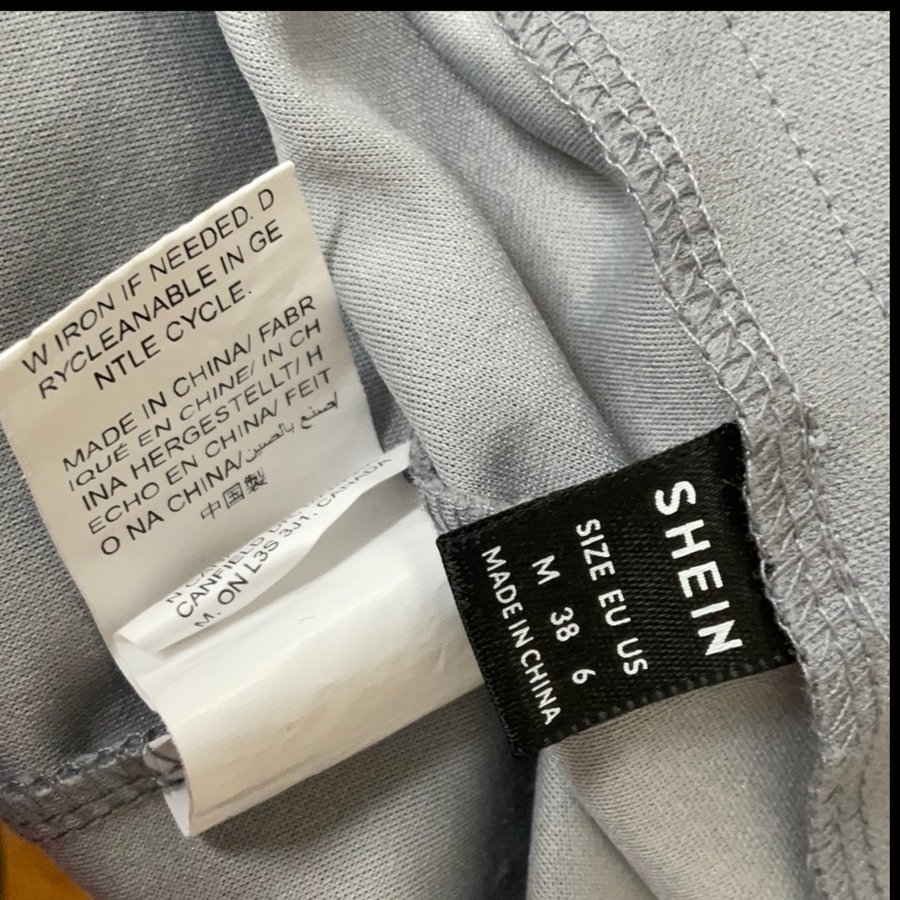 W IRON IF NEEDED. D
RYCLEANABLE IN GE
NTLE CYCLE.
MADE IN CHINA/ FABR
IQUÉ EN CHINE/ IN CH
INA HERGESTELLT/ H
ECHO EN CHINA/ FEIT
O NA CHINA/اصنع بالصين
中国製
CANADA
CANFIELD
M. ON L3S 3J1.
SHEIN
SIZE EU US
M 38 6
MADE IN CHINA